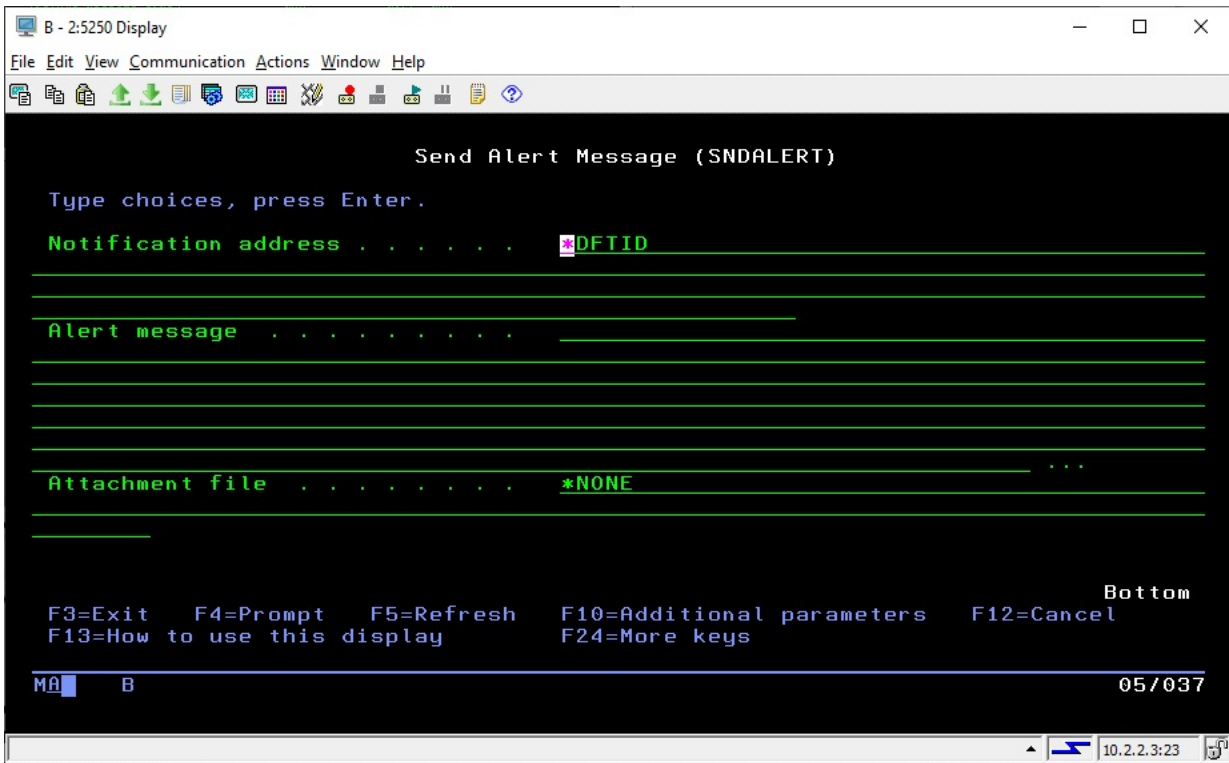 B - 2:5250 Display
File Edit View Communication Actions Window Help
Send Alert Message (SNDALERT)
Type choices, press Enter.
Notification address . . . . . . *DFTID
Alert message . . . . . . . . .
...
Attachment file . . . . . . . . *NONE
Bottom
F3=Exit F4=Prompt F5=Refresh F10=Additional parameters F12=Cancel
F13=How to use this display F24=More keys
MA B 05/037
10.2.2.3:23